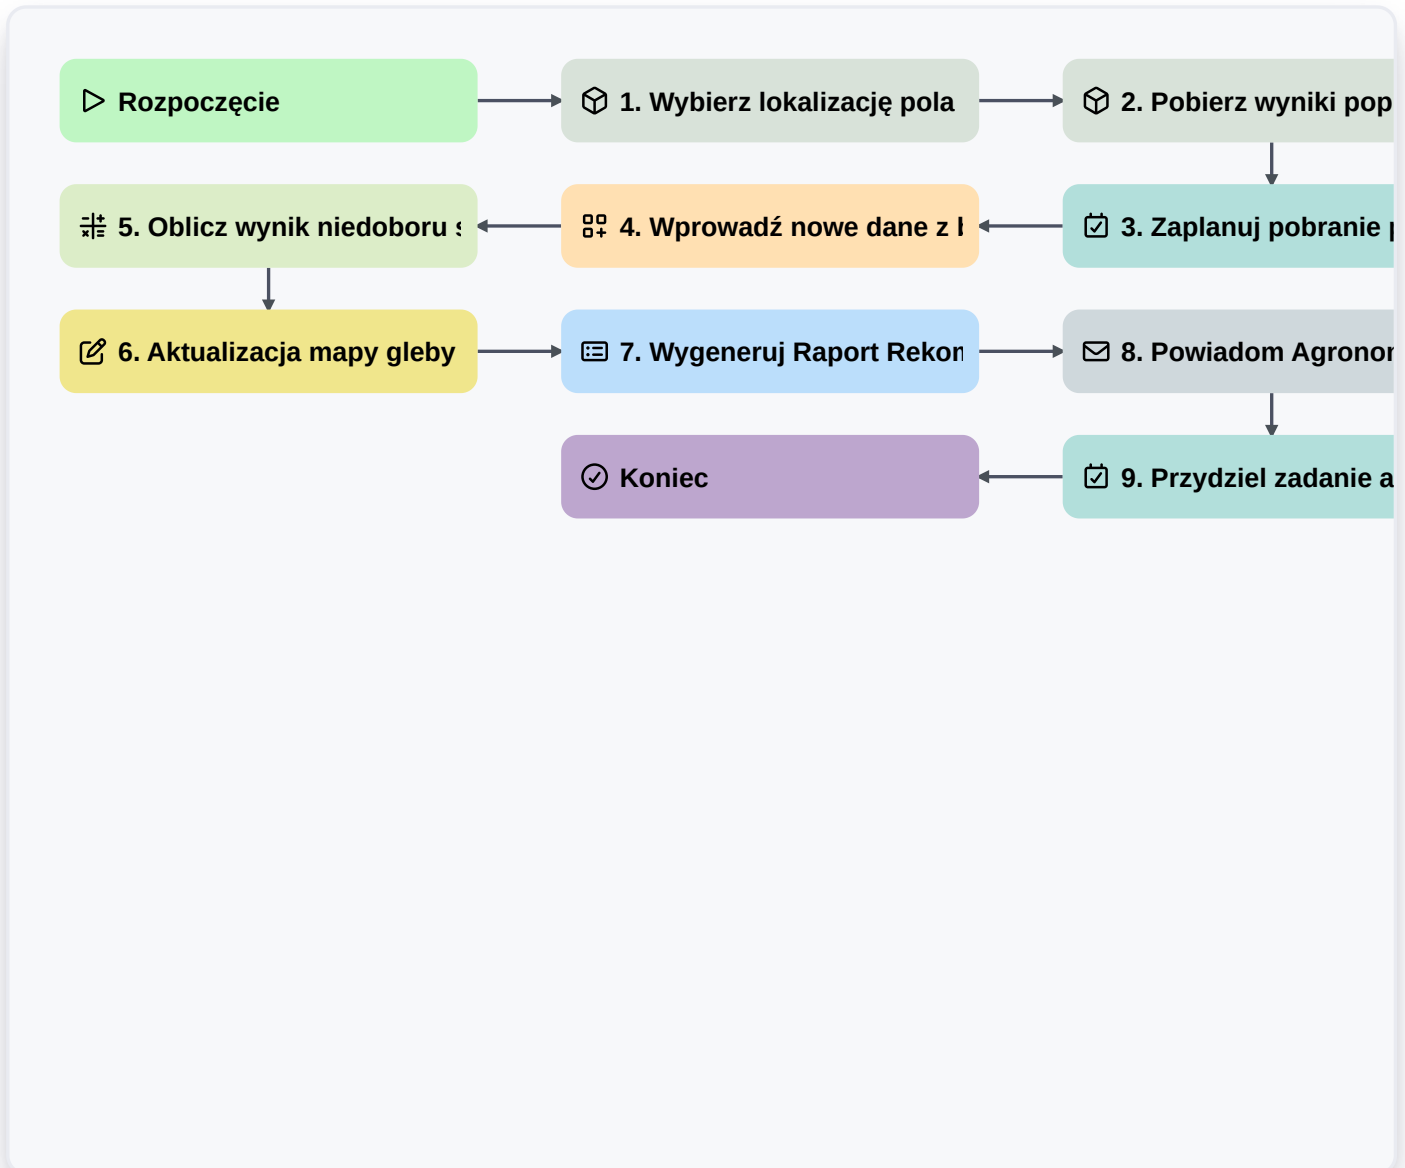 Rozpoczęcie
1. Wybierz lokalizację pola
2. Pobierz wyniki pop
3. Zaplanuj pobranie
4. Wprowadź nowe dane z
5. Oblicz wynik niedoboru
6. Aktualizacja mapy gleby
7. Wygeneruj Raport
8. Powiadom
9. Przydziel zadanie a
Koniec